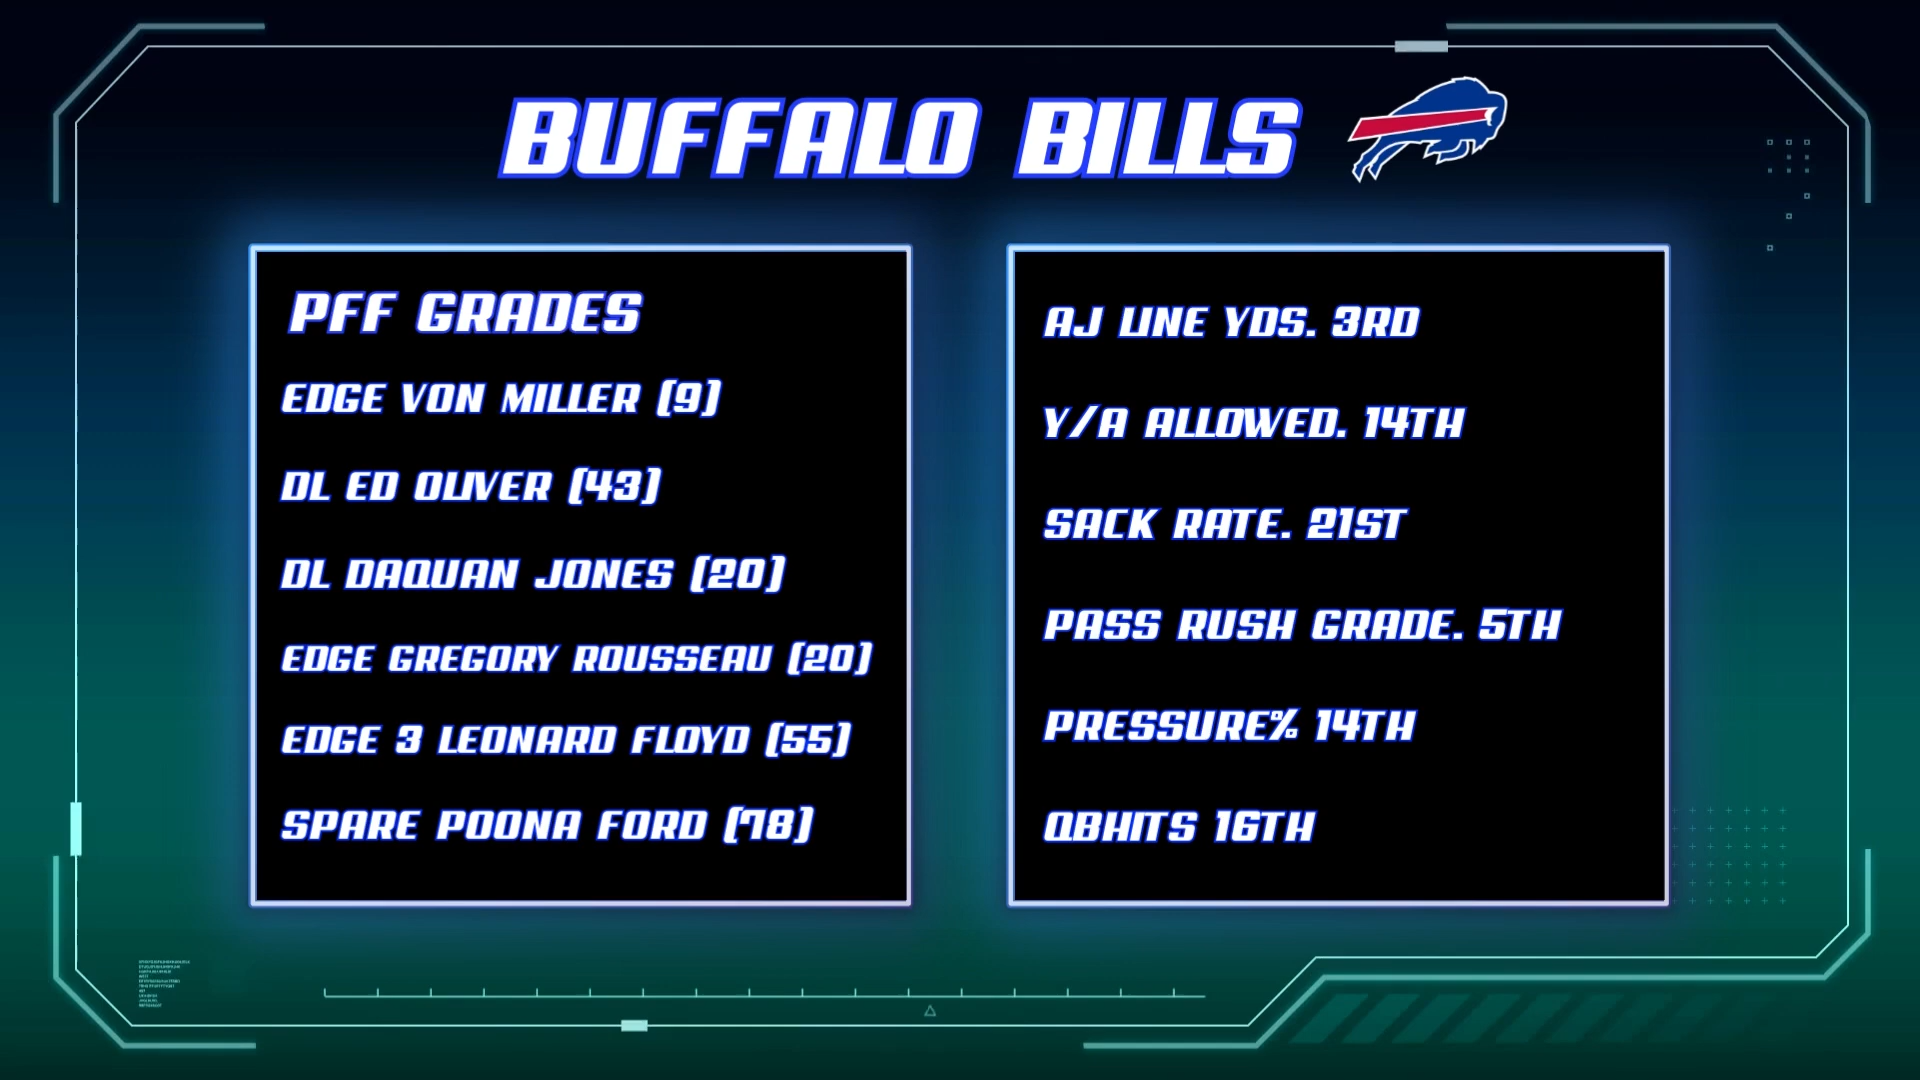 BUFFALO BILLS
PFF GRADES
EDGE VON MILLER (9)
DL ED OLIVER (43)
DL DAQUAN JONES (20)
EDGE GREGORY ROUSSEAU (20)
EDGE 3 LEONARD FLOYD (55)
SPARE POONA FORD (78)
AJ LINE YDS. 3RD
Y/A ALLOWED. 14TH
SACK RATE. 21ST
PASS RUSH GRADE. 5TH
PRESSURE% 14TH
QBHITS 16TH